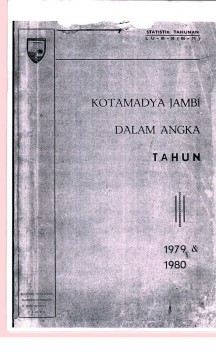 STATISTIK TAHUNAN
KOTAMADYA JAMBI
DALAM ANGKA
TAHUN
1979 &
1980